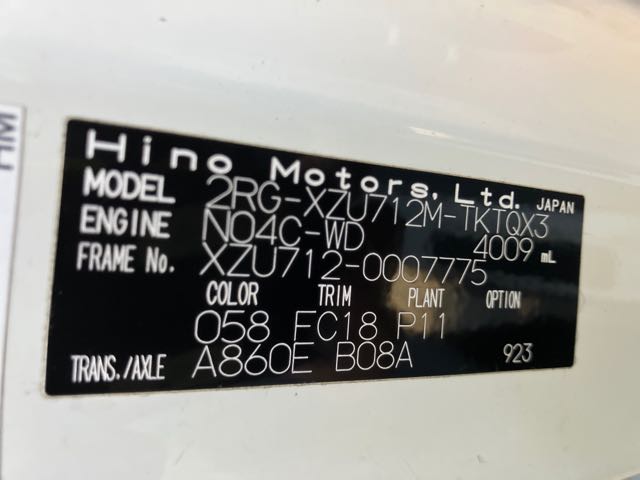 Hino Motors, Ltd. JAPAN
MODEL 2RG-XZU712M-TKTQX3
ENGINE N04C-WD 4009 mL
FRAME No. XZU712-0007775
COLOR TRIM PLANT OPTION
058 FC18 P11
TRANS./AXLE A860E B08A 923